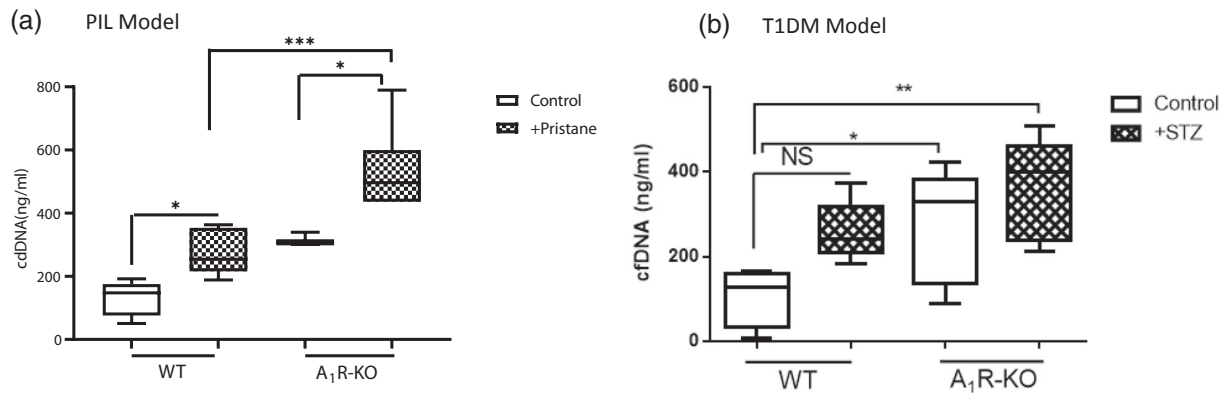 (a) PIL Model
***
*
*
cdDNA(ng/ml)
800
600
400
200
0
Control
+Pristane
WT
A₁R-KO
(b) T1DM Model
**
*
NS
cfDNA (ng/ml)
600
400
200
0
Control
+STZ
WT
A₁R-KO